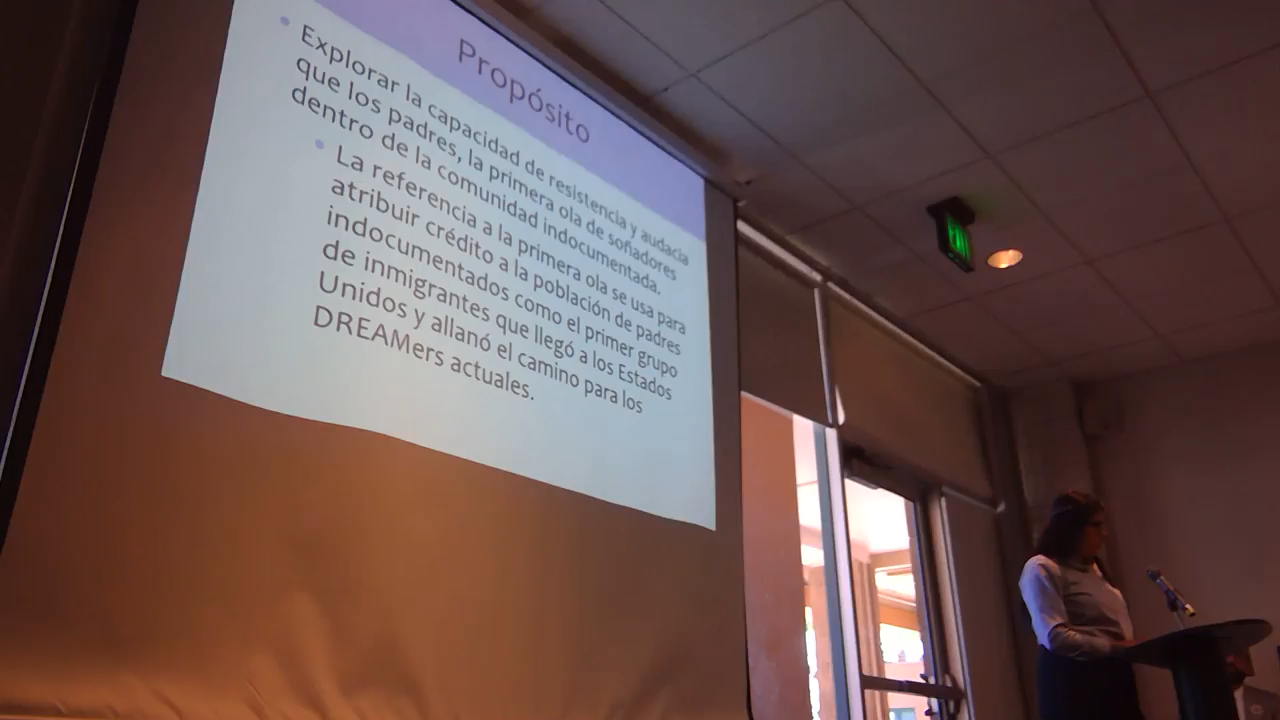 Propósito
• Explorar la capacidad de resistencia y audacia
que los padres, la primera ola de soñadores
dentro de la comunidad indocumentada.
• La referencia a la primera ola se usa para
atribuir crédito a la población de padres
indocumentados como el primer grupo
de inmigrantes que llegó a los Estados
Unidos y allanó el camino para los
DREAMers actuales.